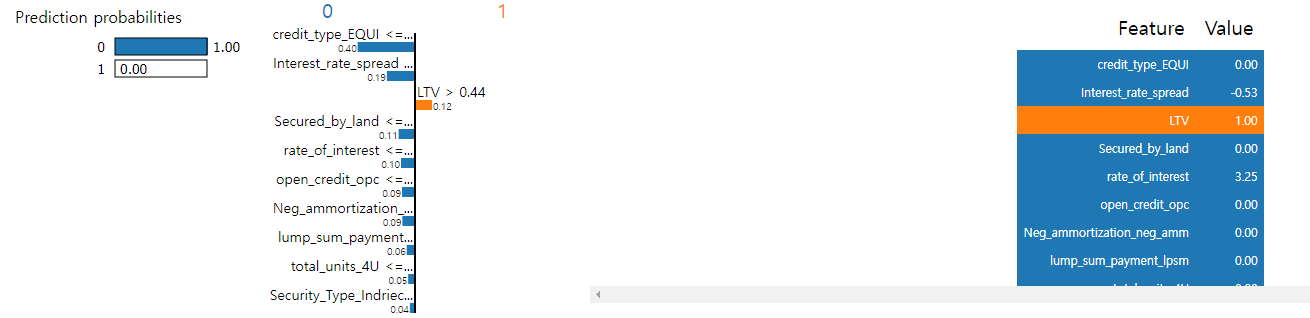 Prediction probabilities
0 1.00
1 0.00
0 1
credit_type_EQUI <=...
0.40
Interest_rate_spread ...
0.19
LTV > 0.44
0.12
Secured_by_land <=...
0.11
rate_of_interest <=...
0.10
open_credit_opc <=...
0.09
Neg_ammortization_...
0.09
lump_sum_payment...
0.06
total_units_4U <=...
0.05
Security_Type_Indriec...
0.04
Feature Value
credit_type_EQUI 0.00
Interest_rate_spread -0.53
LTV 1.00
Secured_by_land 0.00
rate_of_interest 3.25
open_credit_opc 0.00
Neg_ammortization_neg_amm 0.00
lump_sum_payment_lpsm 0.00